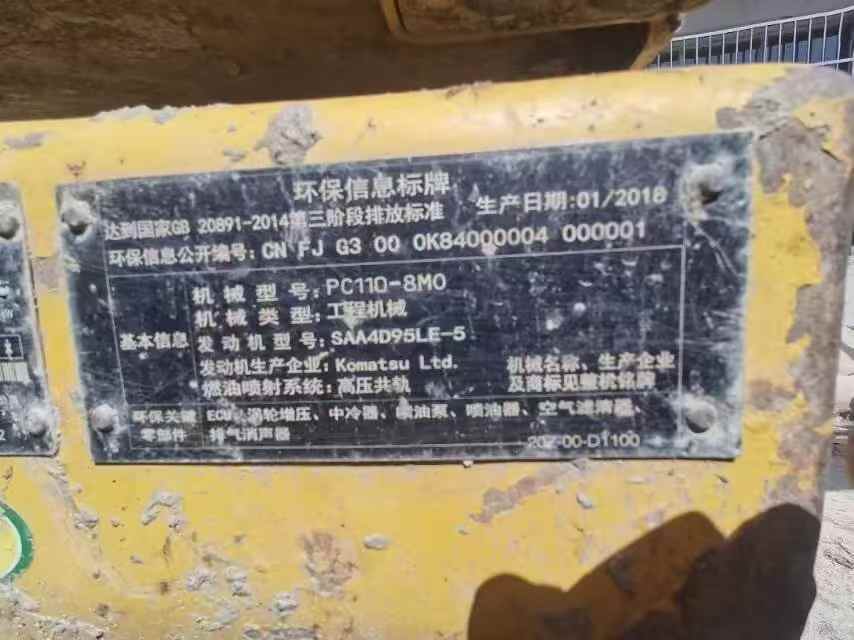 环保信息标牌
达到国家GB 20891-2014第三阶段排放标准 生产日期:01/2018
环保信息公开编号: CN FJ G3 00 0K84000004 000001
机械型号: PC110-8M0
机械类型: 工程机械
基本信息 发动机型号: SAA4D95LE-5
发动机生产企业: Komatsu Ltd. 机械名称、生产企业
燃油喷射系统: 高压共轨 及商标见整机铭牌
环保关键 ECU、涡轮增压、中冷器、喷油泵、喷油器、空气滤清器、
零部件 排气消声器
20Z-00-D1100